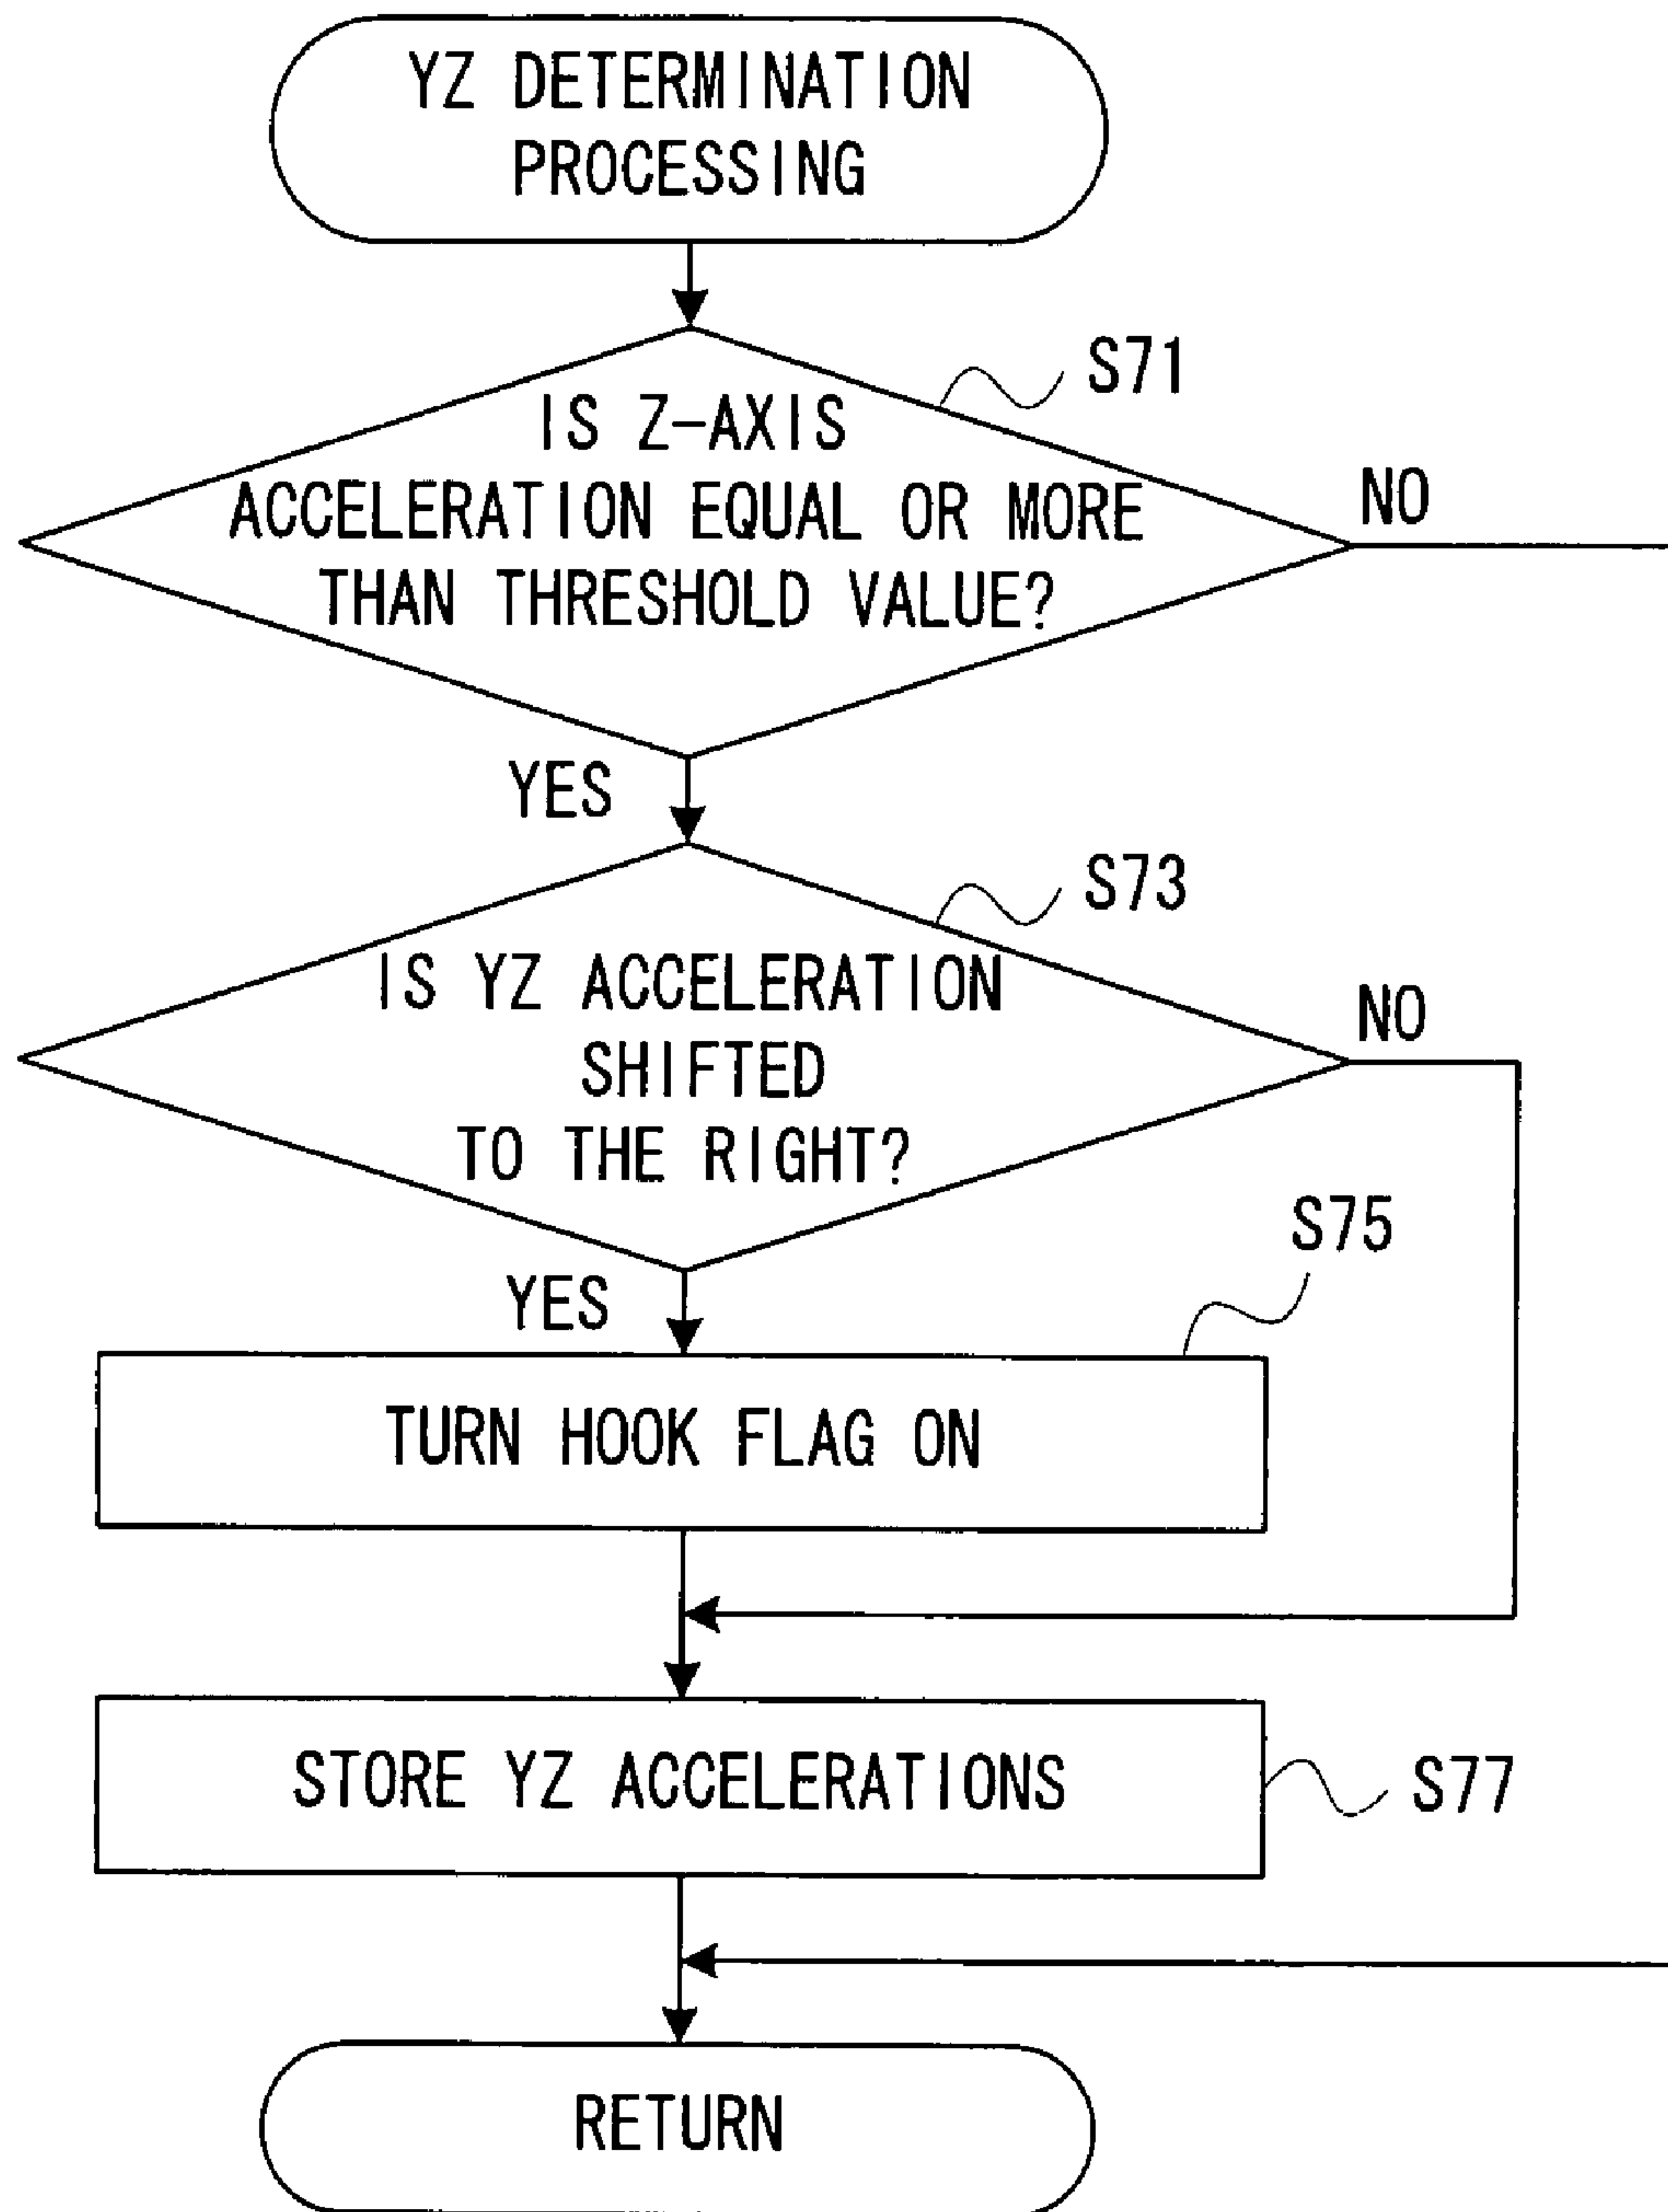 YZ DETERMINATION
PROCESSING
S71
IS Z-AXIS
ACCELERATION EQUAL OR MORE
THAN THRESHOLD VALUE?
NO
YES
S73
IS YZ ACCELERATION
SHIFTED
TO THE RIGHT?
NO
YES
S75
TURN HOOK FLAG ON
STORE YZ ACCELERATIONS
S77
RETURN